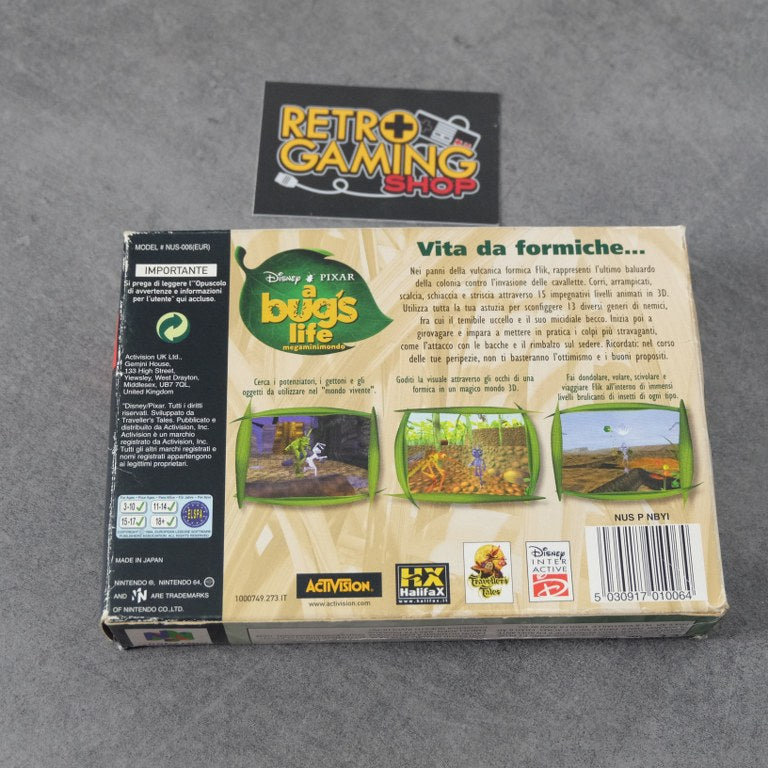 RETRO
GAMING
SHOP
MODEL # NUS-006(EUR)
IMPORTANTE
Si prega di leggere l'"Opuscolo
di avvertenze e informazioni
per l'utente" qui accluso.
Activision UK Ltd.,
Gemini House,
133 High Street,
Yiewsley, West Drayton,
Middlesex, UB7 7QL,
United Kingdom
"Disney/Pixar. Tutti i diritti
riservati. Sviluppato da
Traveller's Tales. Pubblicato e
distribuito da Activision, Inc.
Activision è un marchio
registrato da Activision, Inc.
Tutti gli altri marchi registrati e
nomi registrati appartengono
ai legittimi proprietari.
3-10 11-14
15-17 18+
ELSPA
MADE IN JAPAN
NINTENDO ®, NINTENDO 64,
AND N ARE TRADEMARKS
OF NINTENDO CO., LTD.
Disney PIXAR
a
bug's
life
megaminimondo
Vita da formiche...
Nei panni della vulcanica formica Flik, rappresenti l'ultimo baluardo
della colonia contro l'invasione delle cavallette. Corri, arrampicati,
scalcia, schiaccia e striscia attraverso 15 impegnativi livelli animati in 3D.
Utilizza tutta la tua astuzia per sconfiggere 13 diversi generi di nemici,
fra cui il temibile uccello e il suo micidiale becco. Inizia poi a
girovagare e impara a mettere in pratica i colpi più stravaganti,
come l'attacco con le bacche e il rimbalzo sul sedere. Ricordati: nel corso
delle tue peripezie, non ti basteranno l'ottimismo e i buoni propositi.
Cerca i potenziatori, i gettoni e gli
oggetti da utilizzare nel "mondo vivente".
Goditi la visuale attraverso gli occhi di una
formica in un magico mondo 3D.
Fai dondolare, volare, scivolare e
viaggiare Flik all'interno di immensi
livelli brulicanti di insetti di ogni tipo.
NUS P NBYI
1000749.273 IT
ACTIVISION.
www.activision.com
HX
HalifaX
www.halifax.it
Travellers
Tales
Disney
INTER
ACTIVE
5 030917 010064